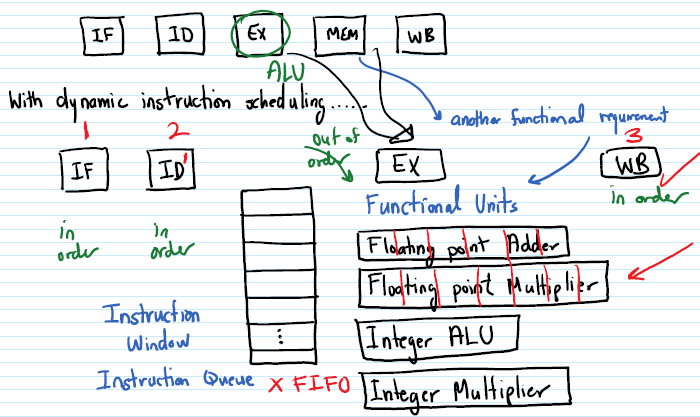 IF ID EX MEM WB
ALU
With dynamic instruction scheduling......
another functional requirement
1 2 3
out of
order
IF ID' EX WB
in order
in
order
in
order
Functional Units
Floating point Adder
Floating point Multiplier
Instruction
Window
Integer ALU
Instruction Queue X FIFO
Integer Multiplier